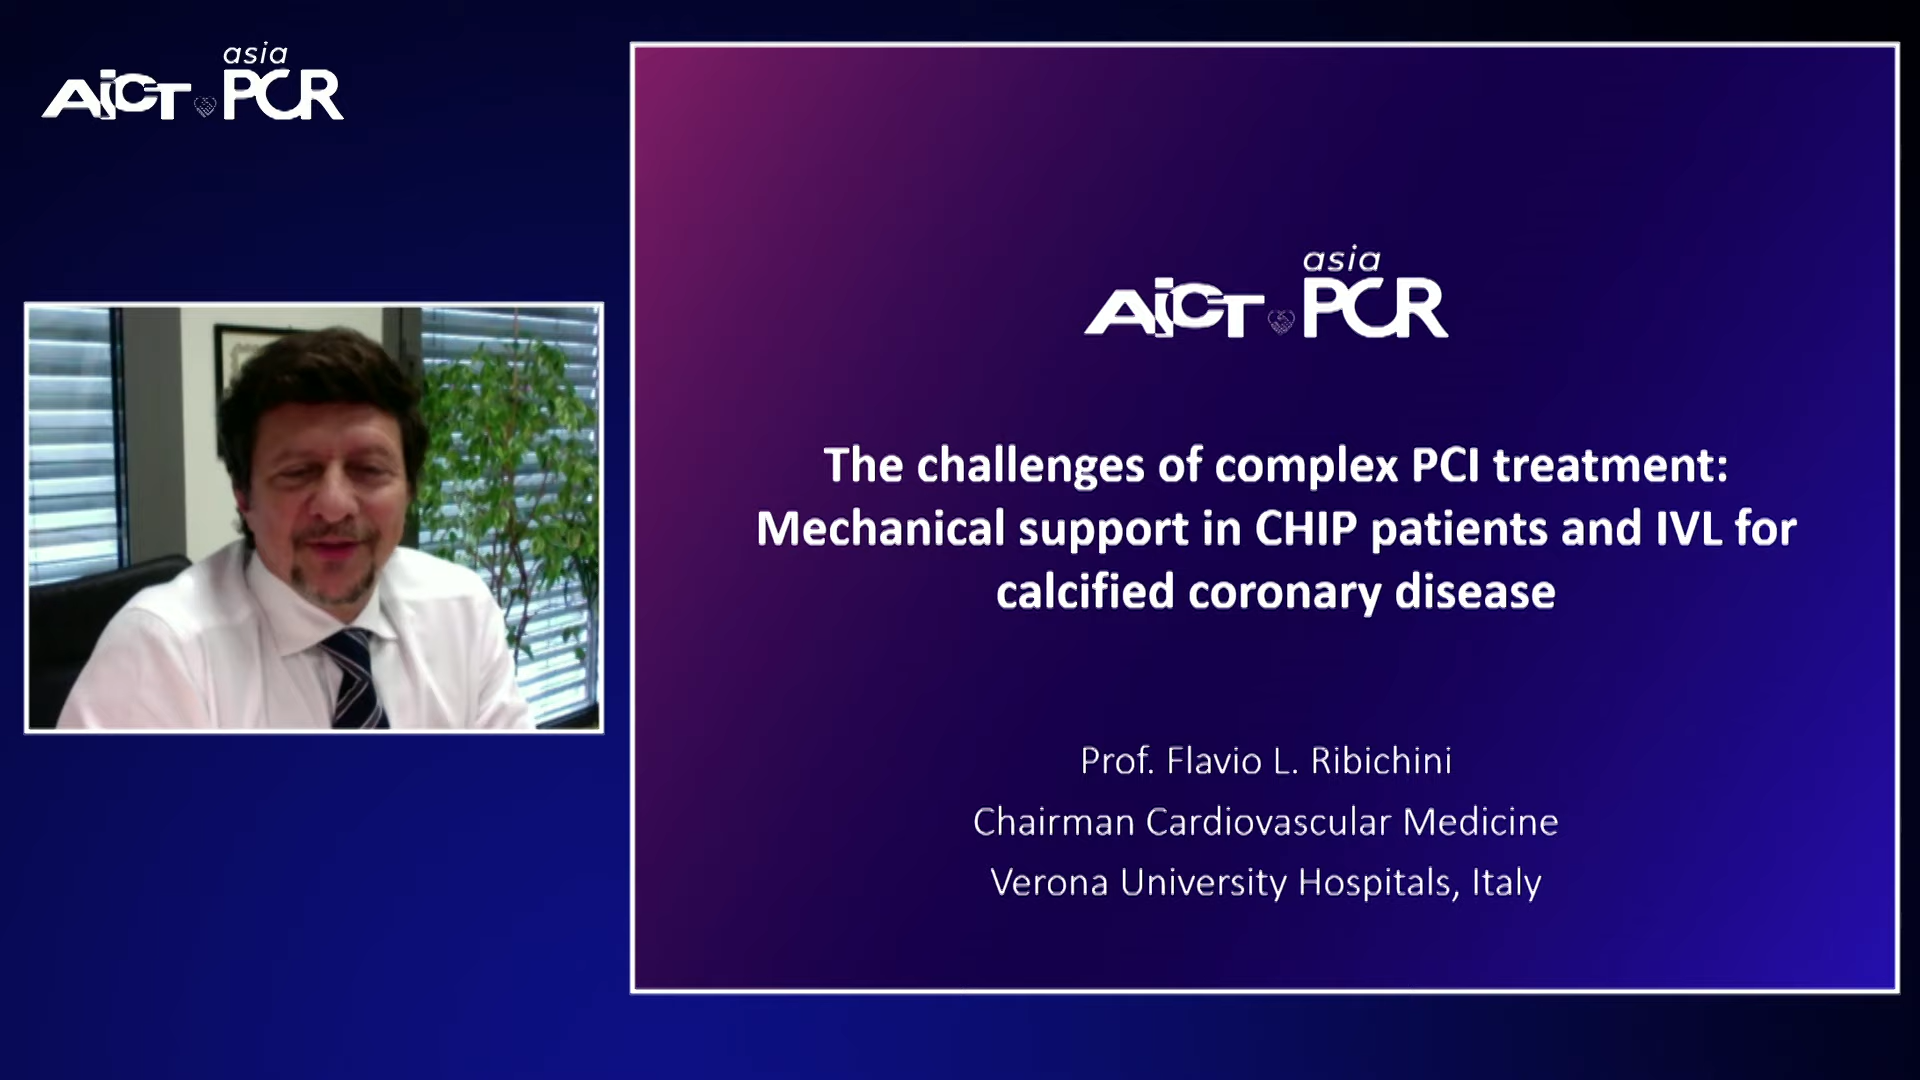 asia
AICT PCR
asia
AICT PCR
The challenges of complex PCI treatment:
Mechanical support in CHIP patients and IVL for
calcified coronary disease
Prof. Flavio L. Ribichini
Chairman Cardiovascular Medicine
Verona University Hospitals, Italy